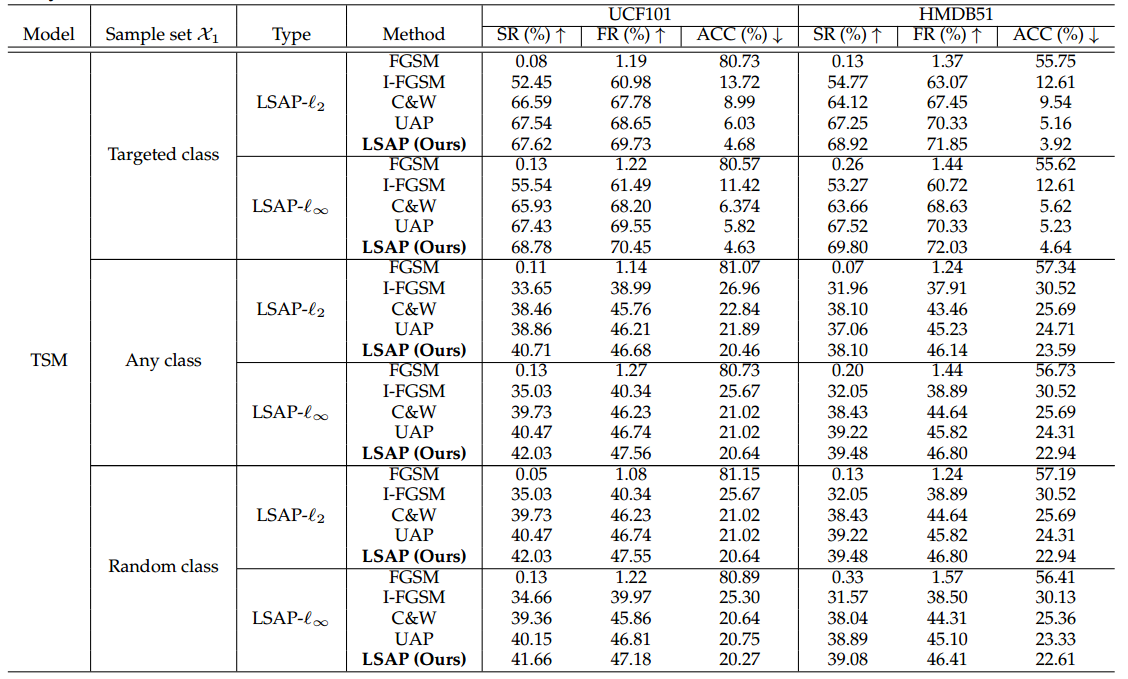 UCF101 HMDB51
Model Sample set 𝒳₁ Type Method SR (%) ↑ FR (%) ↑ ACC (%) ↓ SR (%) ↑ FR (%) ↑ ACC (%) ↓
FGSM 0.08 1.19 80.73 0.13 1.37 55.75
I-FGSM 52.45 60.98 13.72 54.77 63.07 12.61
LSAP-ℓ₂ C&W 66.59 67.78 8.99 64.12 67.45 9.54
UAP 67.54 68.65 6.03 67.25 70.33 5.16
LSAP (Ours) 67.62 69.73 4.68 68.92 71.85 3.92
Targeted class
FGSM 0.13 1.22 80.57 0.26 1.44 55.62
I-FGSM 55.54 61.49 11.42 53.27 60.72 12.61
LSAP-ℓ∞ C&W 65.93 68.20 6.374 63.66 68.63 5.62
UAP 67.43 69.55 5.82 67.52 70.33 5.23
LSAP (Ours) 68.78 70.45 4.63 69.80 72.03 4.64
FGSM 0.11 1.14 81.07 0.07 1.24 57.34
I-FGSM 33.65 38.99 26.96 31.96 37.91 30.52
LSAP-ℓ₂ C&W 38.46 45.76 22.84 38.10 43.46 25.69
UAP 38.86 46.21 21.89 37.06 45.23 24.71
LSAP (Ours) 40.71 46.68 20.46 38.10 46.14 23.59
TSM Any class
FGSM 0.13 1.27 80.73 0.20 1.44 56.73
I-FGSM 35.03 40.34 25.67 32.05 38.89 30.52
LSAP-ℓ∞ C&W 39.73 46.23 21.02 38.43 44.64 25.69
UAP 40.47 46.74 21.02 39.22 45.82 24.31
LSAP (Ours) 42.03 47.56 20.64 39.48 46.80 22.94
FGSM 0.05 1.08 81.15 0.13 1.24 57.19
I-FGSM 35.03 40.34 25.67 32.05 38.89 30.52
LSAP-ℓ₂ C&W 39.73 46.23 21.02 38.43 44.64 25.69
UAP 40.47 46.74 21.02 39.22 45.82 24.31
LSAP (Ours) 42.03 47.55 20.64 39.48 46.80 22.94
Random class
FGSM 0.13 1.22 80.89 0.33 1.57 56.41
I-FGSM 34.66 39.97 25.30 31.57 38.50 30.13
LSAP-ℓ∞ C&W 39.36 45.86 20.64 38.04 44.31 25.36
UAP 40.15 46.81 20.75 38.89 45.10 23.33
LSAP (Ours) 41.66 47.18 20.27 39.08 46.41 22.61